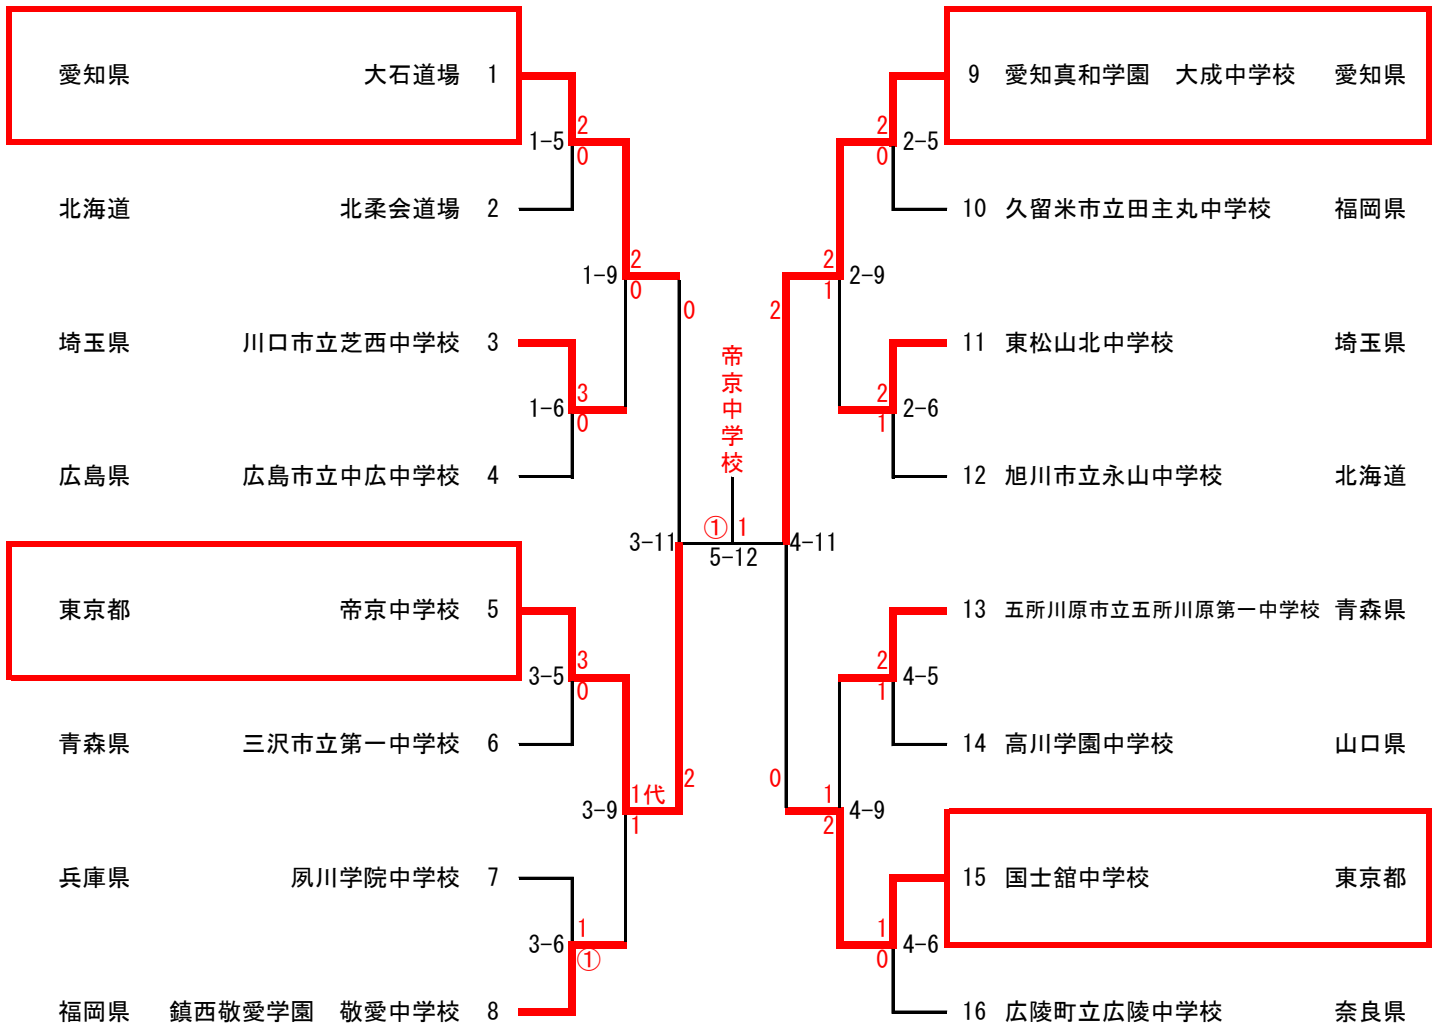 愛知県 大石道場 1
9 愛知真和学園 大成中学校 愛知県
2
1-5
0
2
2-5
0
北海道 北柔会道場 2
10 久留米市立田主丸中学校 福岡県
2
1-9
0
2
2-9
1
0
2
埼玉県 川口市立芝西中学校 3
11 東松山北中学校 埼玉県
帝京中学校
3
1-6
0
2
2-6
1
広島県 広島市立中広中学校 4
12 旭川市立永山中学校 北海道
① 1
3-11
5-12
4-11
東京都 帝京中学校 5
13 五所川原市立五所川原第一中学校 青森県
3
3-5
0
2
4-5
1
青森県 三沢市立第一中学校 6
14 高川学園中学校 山口県
2
0
1代
3-9
1
1
4-9
2
兵庫県 夙川学院中学校 7
15 国士舘中学校 東京都
1
3-6
①
1
4-6
0
福岡県 鎮西敬愛学園 敬愛中学校 8
16 広陵町立広陵中学校 奈良県